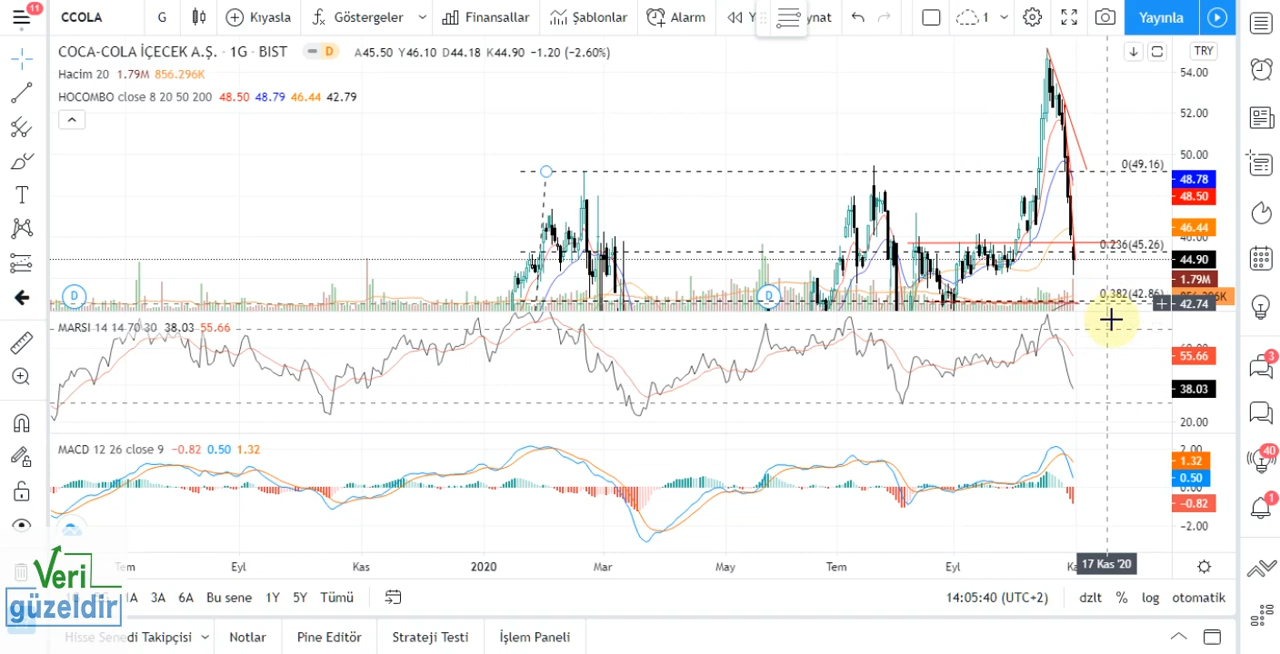 11
CCOLA G Kıyasla Göstergeler Finansallar Şablonlar Alarm ynat 1 Yayınla
COCA-COLA İÇECEK A.Ş. · 1G · BIST D A45.50 Y46.10 D44.18 K44.90 −1.20 (−2.60%)
TRY
Hacim 20 1.79M 856.296K
HOCOMBO close 8 20 50 200 48.50 48.79 46.44 42.79
54.00
52.00
50.00
0(49.16)
48.78
48.50
46.44
0.236(45.26)
44.90
1.79M
0.382(42.86)
42.74
D
D
MARSI 14 14 70 30 38.03 55.66
55.66
38.03
20.00
MACD 12 26 close 9 −0.82 0.50 1.32
2.00
1.32
0.50
−0.82
−2.00
Tem Eyl Kas 2020 Mar May Tem Eyl 17 Kas '20
3A 6A Bu sene 1Y 5Y Tümü 14:05:40 (UTC+2) dzlt % log otomatik
Veri
güzeldir
Hisse Senedi Takipçisi Notlar Pine Editör Strateji Testi İşlem Paneli
3
40
1